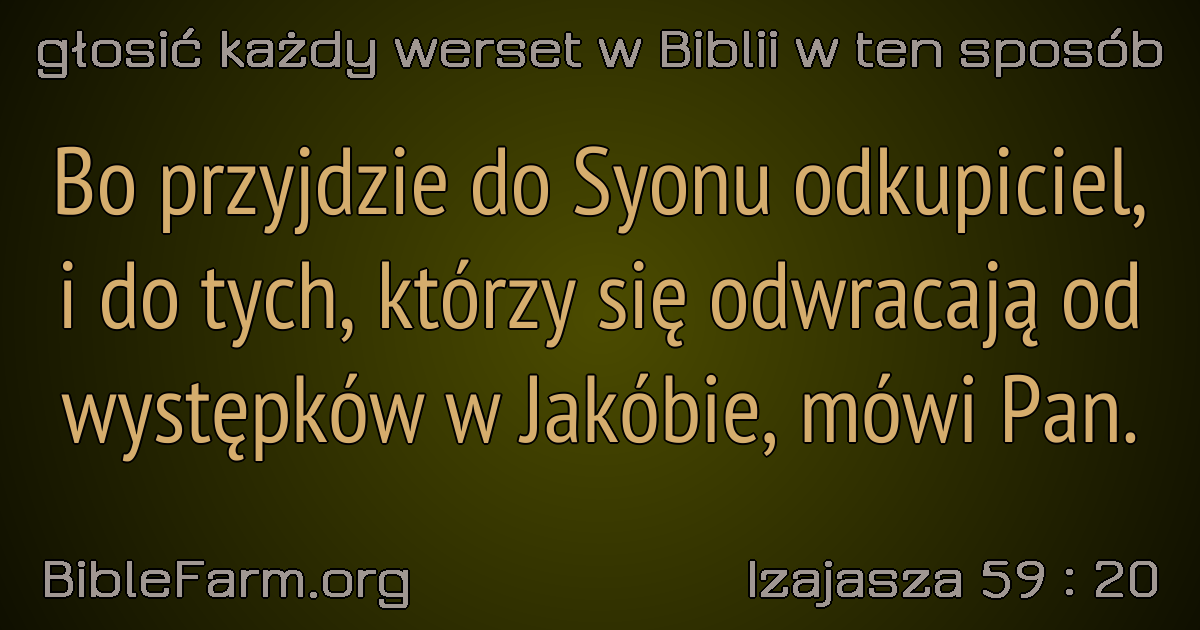 głosić każdy werset w Biblii w ten sposób
Bo przyjdzie do Syonu odkupiciel,
i do tych, którzy się odwracają od
występków w Jakóbie, mówi Pan.
BibleFarm.org
Izajasza 59 : 20